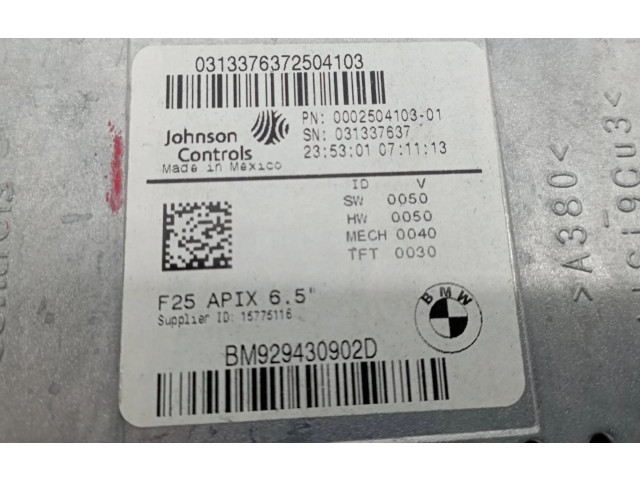 0313376372504103
Johnson
Controls
Made in Mexico
PN: 0002504103-01
SN: 031337637
23:53:01 07:11:13
ID V
SW 0050
HW 0050
MECH 0040
TFT 0030
F25 APIX 6.5"
Supplier ID: 15775116
BMW
BM929430902D
>A380<